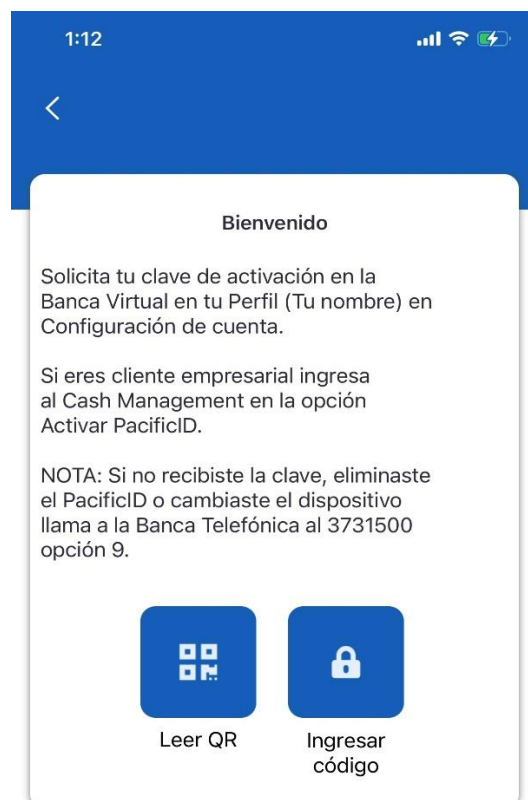 1:12
Bienvenido
Solicita tu clave de activación en la
Banca Virtual en tu Perfil (Tu nombre) en
Configuración de cuenta.
Si eres cliente empresarial ingresa
al Cash Management en la opción
Activar PacificID.
NOTA: Si no recibiste la clave, eliminaste
el PacificID o cambiaste el dispositivo
llama a la Banca Telefónica al 3731500
opción 9.
Leer QR
Ingresar
código